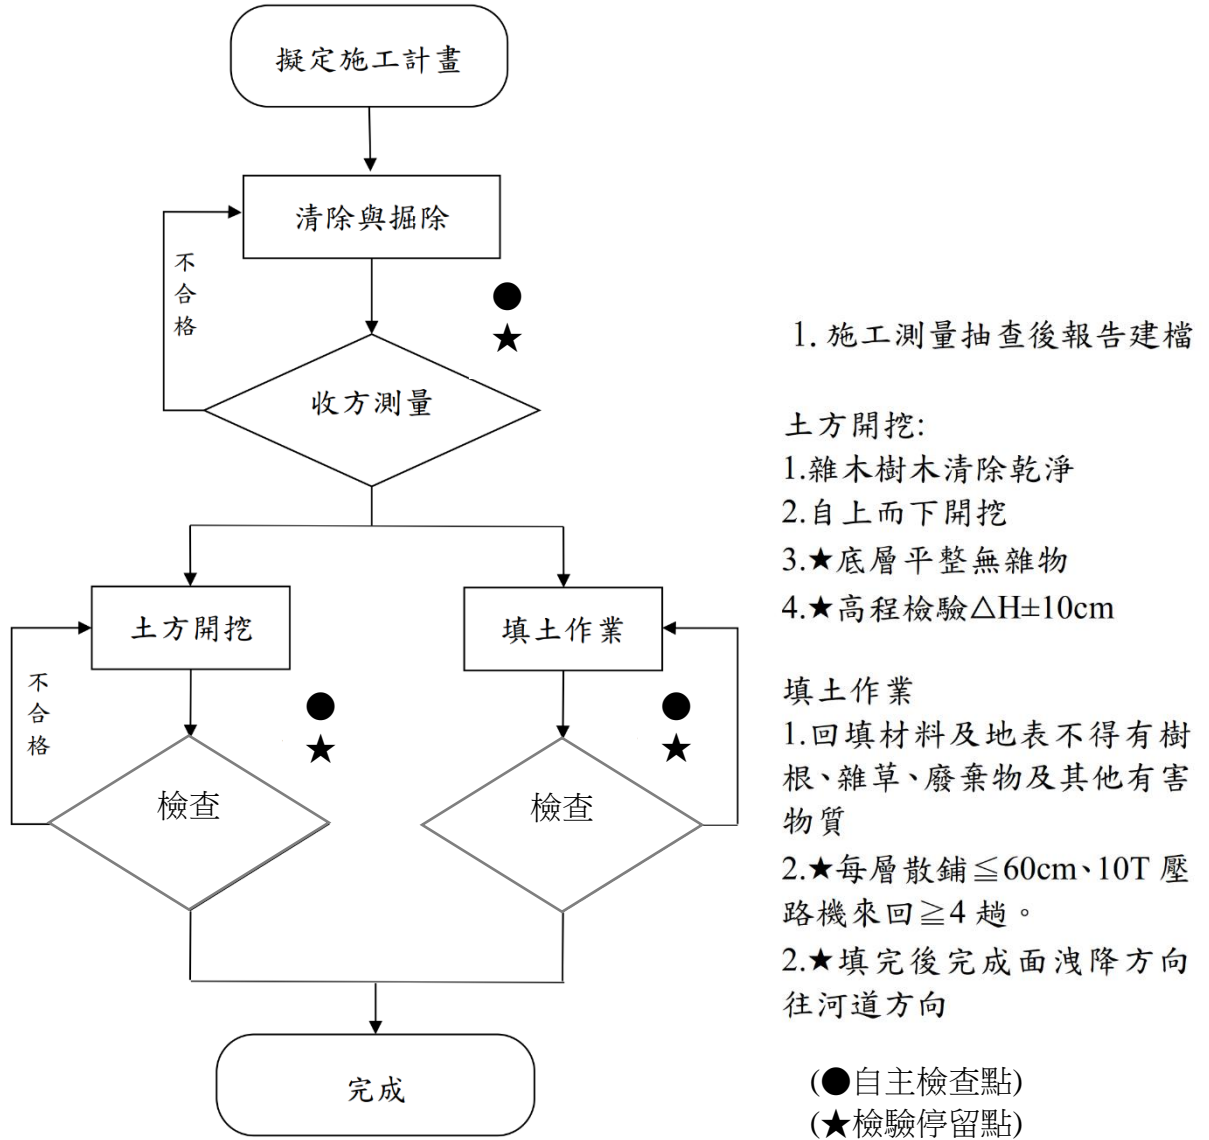 擬定施工計畫
清除與掘除
不
合
格
●
★
收方測量
1. 施工測量抽查後報告建檔
土方開挖:
1.雜木樹木清除乾淨
2.自上而下開挖
3.★底層平整無雜物
4.★高程檢驗△H±10cm
土方開挖
填土作業
不
合
格
●
★
●
★
檢查
檢查
填土作業
1.回填材料及地表不得有樹
根、雜草、廢棄物及其他有害
物質
2.★每層散鋪≦60cm、10T 壓
路機來回≧4 趟。
2.★填完後完成面洩降方向
往河道方向
完成
(●自主檢查點)
(★檢驗停留點)